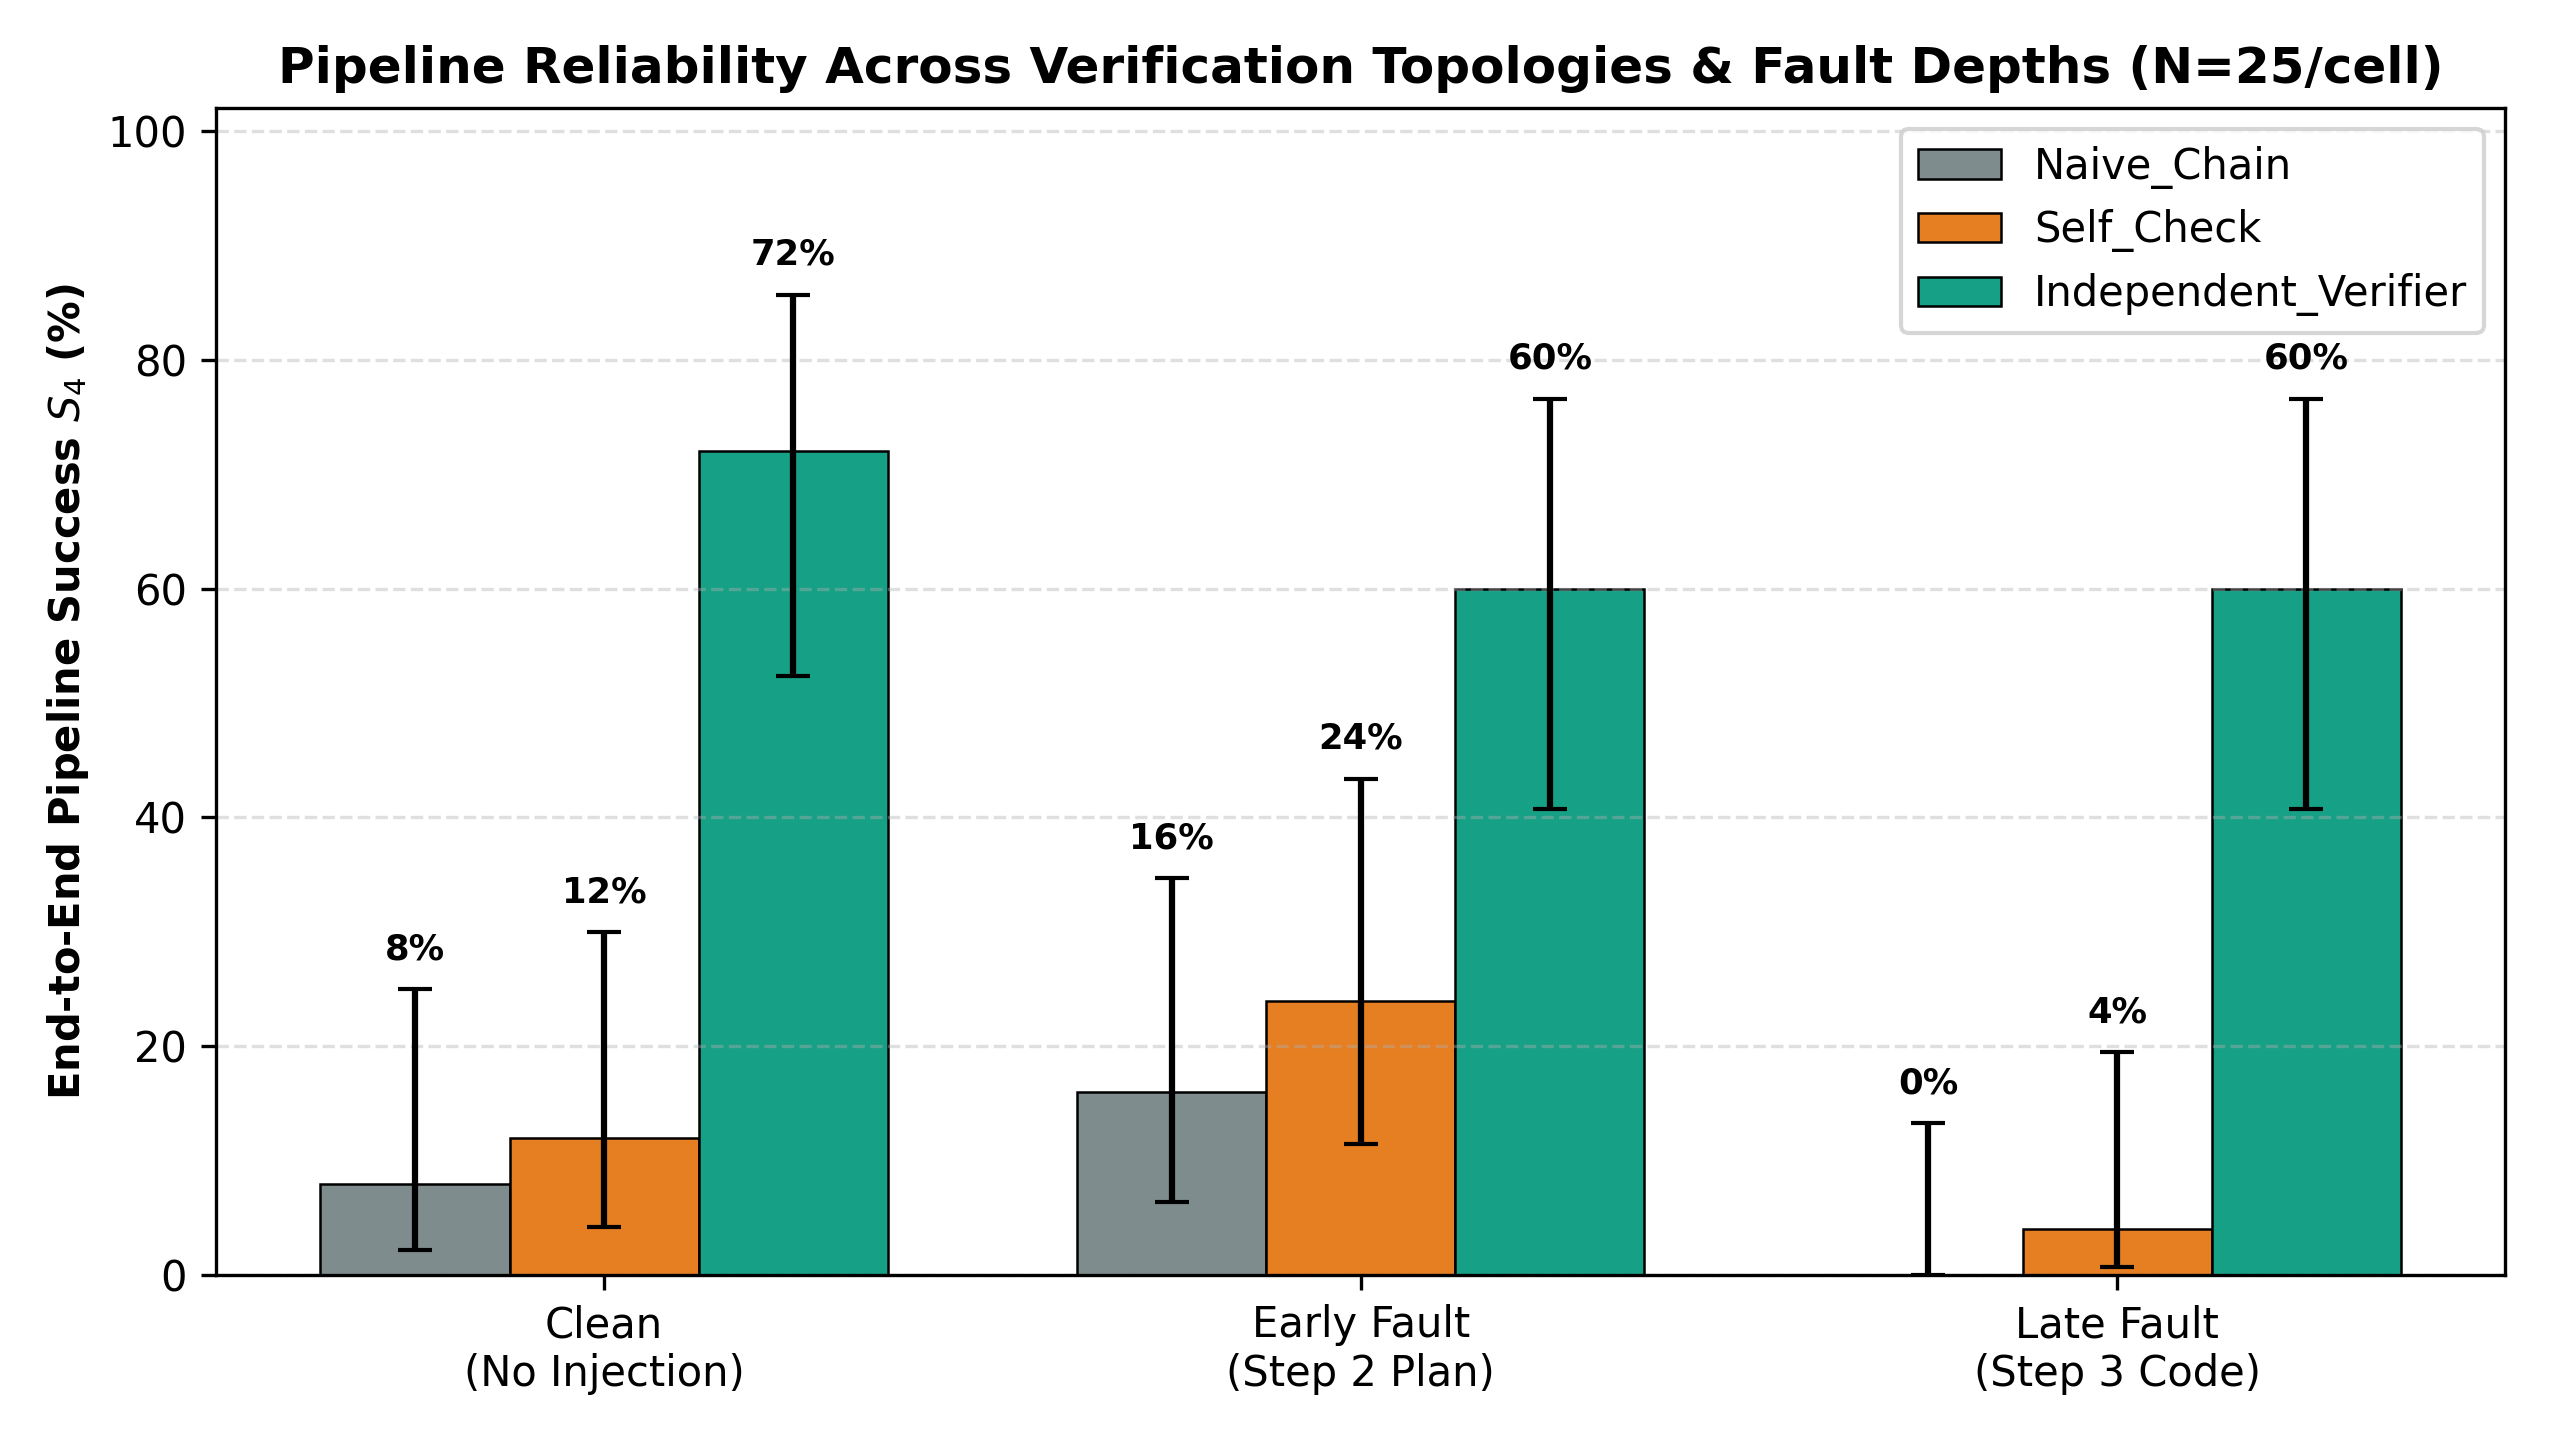 Pipeline Reliability Across Verification Topologies & Fault Depths (N=25/cell)
End-to-End Pipeline Success S₄ (%)
100
80
60
40
20
0
Naive_Chain
Self_Check
Independent_Verifier
8%
12%
72%
16%
24%
60%
0%
4%
60%
Clean
(No Injection)
Early Fault
(Step 2 Plan)
Late Fault
(Step 3 Code)